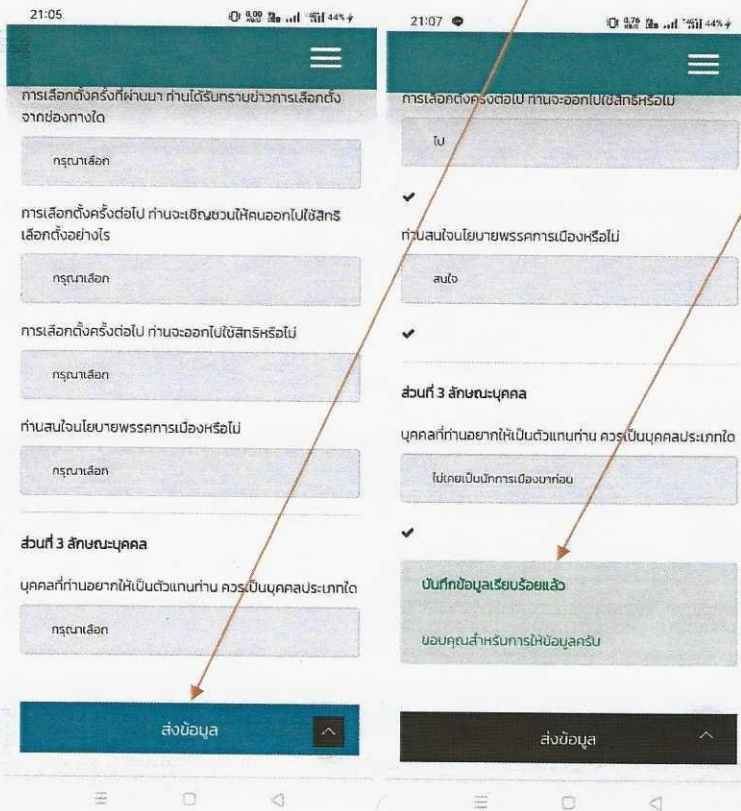 21:05
44%
การเลือกตั้งครั้งที่ผ่านมา ท่านได้รับทราบข่าวการเลือกตั้ง
จากช่องทางใด
กรุณาเลือก
การเลือกตั้งครั้งต่อไป ท่านจะเชิญชวนให้คนออกไปใช้สิทธิ
เลือกตั้งอย่างไร
กรุณาเลือก
การเลือกตั้งครั้งต่อไป ท่านจะออกไปใช้สิทธิหรือไม่
กรุณาเลือก
ท่านสนใจนโยบายพรรคการเมืองหรือไม่
กรุณาเลือก
ส่วนที่ 3 ลักษณะบุคคล
บุคคลที่ท่านอยากให้เป็นตัวแทนท่าน ควรเป็นบุคคลประเภทใด
กรุณาเลือก
ส่งข้อมูล
21:07
44%
การเลือกตั้งครั้งต่อไป ท่านจะออกไปใช้สิทธิหรือไม่
ไป
ท่านสนใจนโยบายพรรคการเมืองหรือไม่
สนใจ
ส่วนที่ 3 ลักษณะบุคคล
บุคคลที่ท่านอยากให้เป็นตัวแทนท่าน ควรเป็นบุคคลประเภทใด
ไม่เคยเป็นนักการเมืองมาก่อน
บันทึกข้อมูลเรียบร้อยแล้ว
ขอบคุณสำหรับการให้ข้อมูลครับ
ส่งข้อมูล